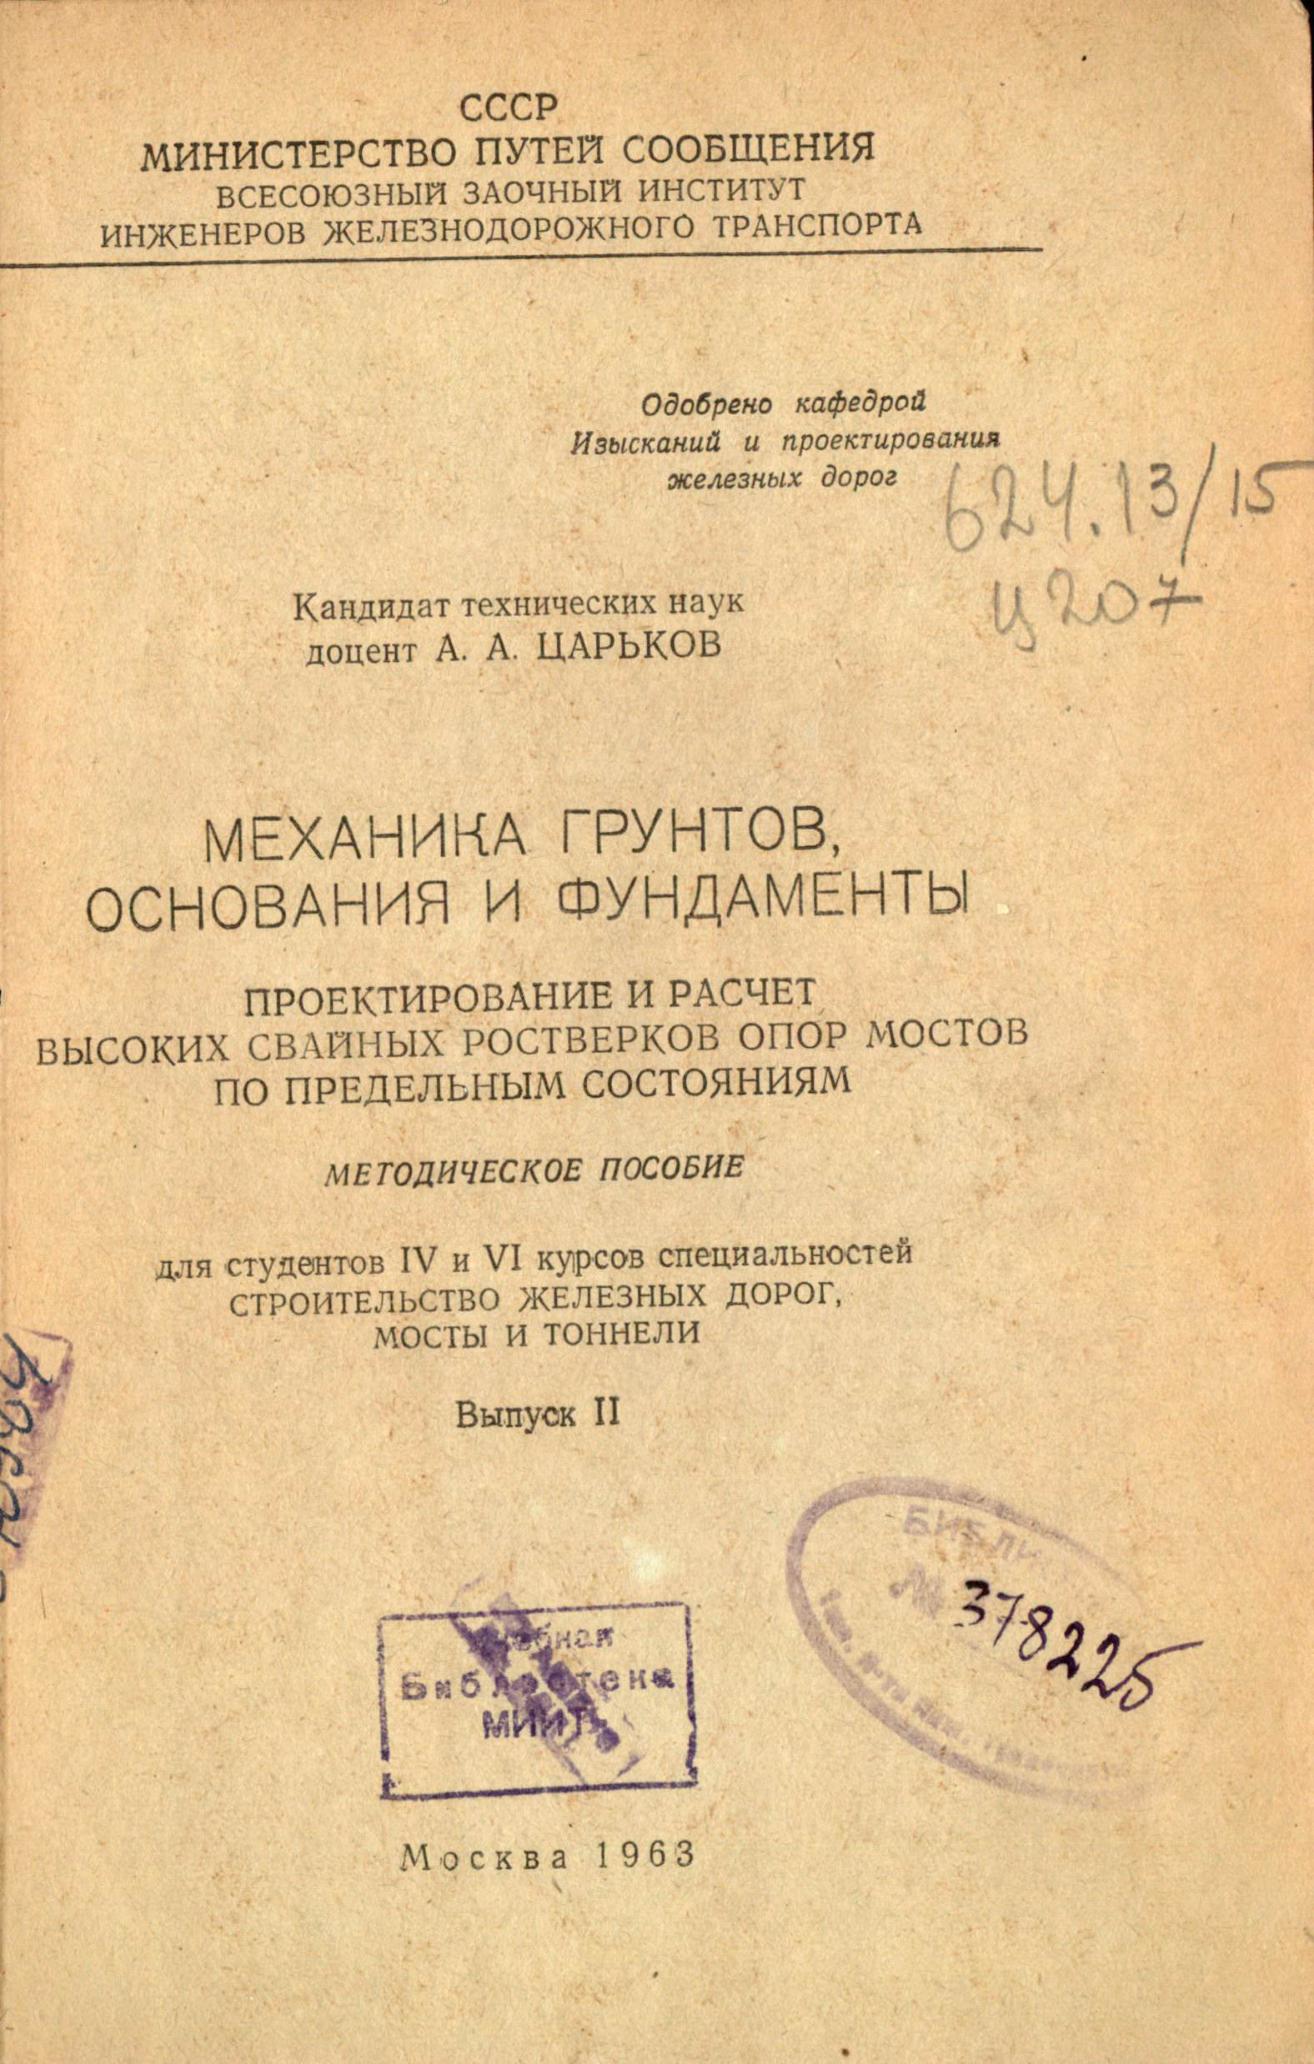 СССР
МИНИСТЕРСТВО ПУТЕЙ СООБЩЕНИЯ
ВСЕСОЮЗНЫЙ ЗАОЧНЫЙ ИНСТИТУТ
ИНЖЕНЕРОВ ЖЕЛЕЗНОДОРОЖНОГО ТРАНСПОРТА
Одобрено кафедрой
Изысканий и проектирования
железных дорог
624.13/15
Ц207
Кандидат технических наук
доцент А. А. ЦАРЬКОВ
МЕХАНИКА ГРУНТОВ,
ОСНОВАНИЯ И ФУНДАМЕНТЫ
ПРОЕКТИРОВАНИЕ И РАСЧЕТ
ВЫСОКИХ СВАЙНЫХ РОСТВЕРКОВ ОПОР МОСТОВ
ПО ПРЕДЕЛЬНЫМ СОСТОЯНИЯМ
МЕТОДИЧЕСКОЕ ПОСОБИЕ
для студентов IV и VI курсов специальностей
СТРОИТЕЛЬСТВО ЖЕЛЕЗНЫХ ДОРОГ,
МОСТЫ И ТОННЕЛИ
Выпуск II
№ 378225
Учебная
Библиотека
МИИТ
Москва 1963